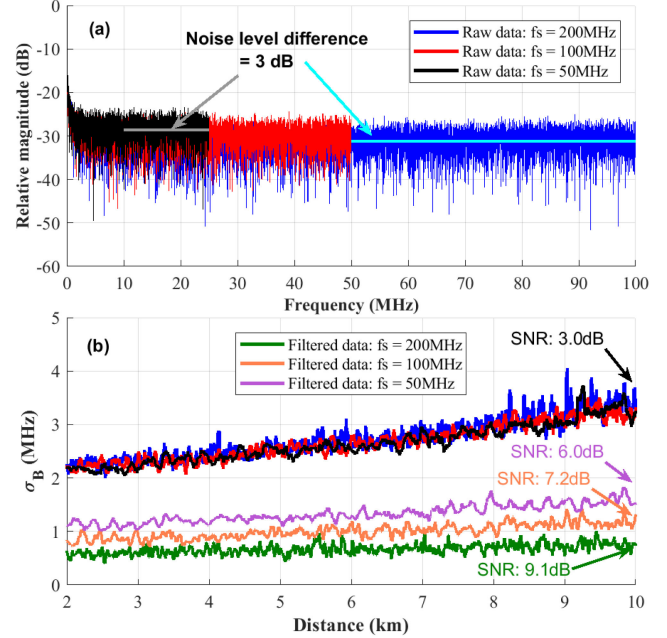 (a)
Noise level difference
= 3 dB
Raw data: fs = 200MHz
Raw data: fs = 100MHz
Raw data: fs = 50MHz
Relative magnitude (dB)
0
-10
-20
-30
-40
-50
-60
0
10
20
30
40
50
60
70
80
90
100
Frequency (MHz)
(b)
Filtered data: fs = 200MHz
Filtered data: fs = 100MHz
Filtered data: fs = 50MHz
SNR: 3.0dB
SNR: 6.0dB
SNR: 7.2dB
SNR: 9.1dB
σB (MHz)
5
4
3
2
1
0
2
3
4
5
6
7
8
9
10
Distance (km)